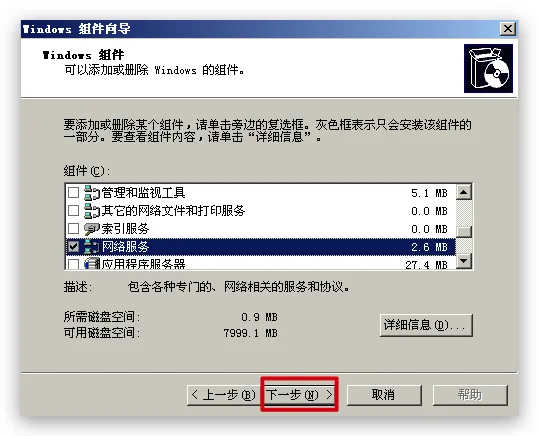 Windows 组件向导
Windows 组件
可以添加或删除 Windows 的组件。
要添加或删除某个组件，请单击旁边的复选框。灰色框表示只会安装该组件的
一部分。要查看组件内容，请单击“详细信息”。
组件(C):
管理和监视工具 5.1 MB
其它的网络文件和打印服务 0.0 MB
索引服务 0.0 MB
网络服务 2.6 MB
应用程序服务器 27.4 MB
描述: 包含各种专门的、网络相关的服务和协议。
所需磁盘空间: 0.9 MB
可用磁盘空间: 7999.1 MB
详细信息(D)...
< 上一步(B) 下一步(N) > 取消 帮助